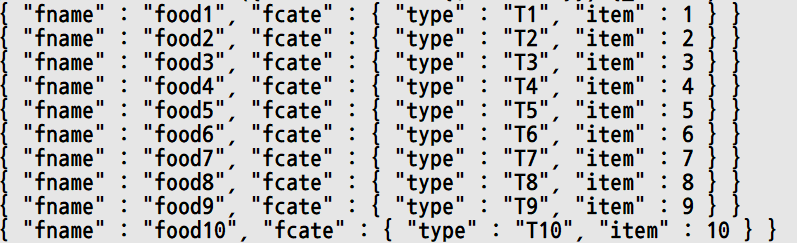 { "fname" : "food1", "fcate" : { "type" : "T1", "item" : 1 } }
{ "fname" : "food2", "fcate" : { "type" : "T2", "item" : 2 } }
{ "fname" : "food3", "fcate" : { "type" : "T3", "item" : 3 } }
{ "fname" : "food4", "fcate" : { "type" : "T4", "item" : 4 } }
{ "fname" : "food5", "fcate" : { "type" : "T5", "item" : 5 } }
{ "fname" : "food6", "fcate" : { "type" : "T6", "item" : 6 } }
{ "fname" : "food7", "fcate" : { "type" : "T7", "item" : 7 } }
{ "fname" : "food8", "fcate" : { "type" : "T8", "item" : 8 } }
{ "fname" : "food9", "fcate" : { "type" : "T9", "item" : 9 } }
{ "fname" : "food10", "fcate" : { "type" : "T10", "item" : 10 } }